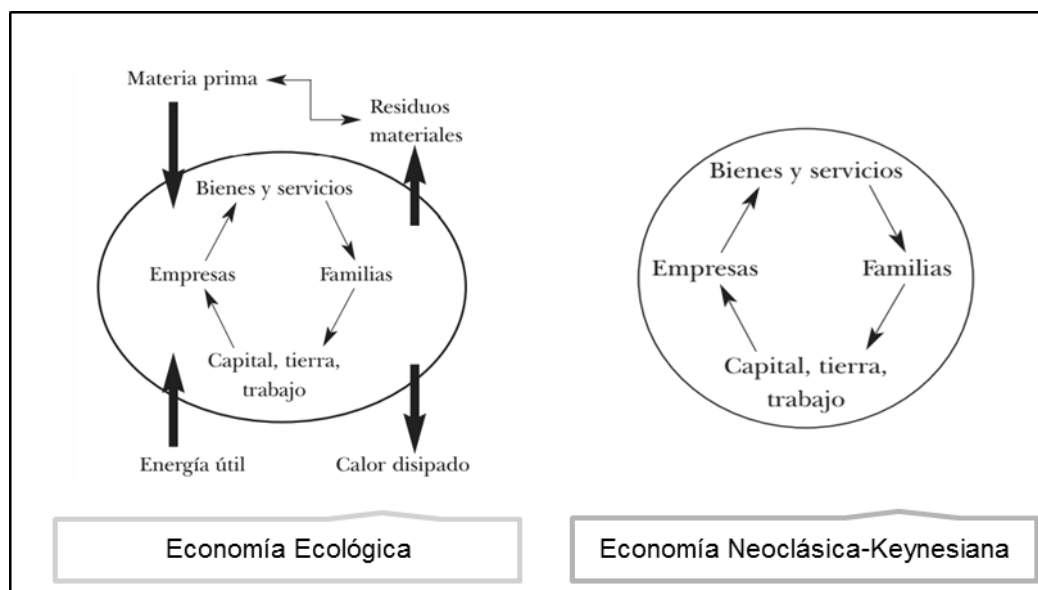 Materia prima
Residuos
materiales
Bienes y servicios
Empresas
Familias
Capital, tierra,
trabajo
Energía útil
Calor disipado
Economía Ecológica
Bienes y servicios
Empresas
Familias
Capital, tierra,
trabajo
Economía Neoclásica-Keynesiana